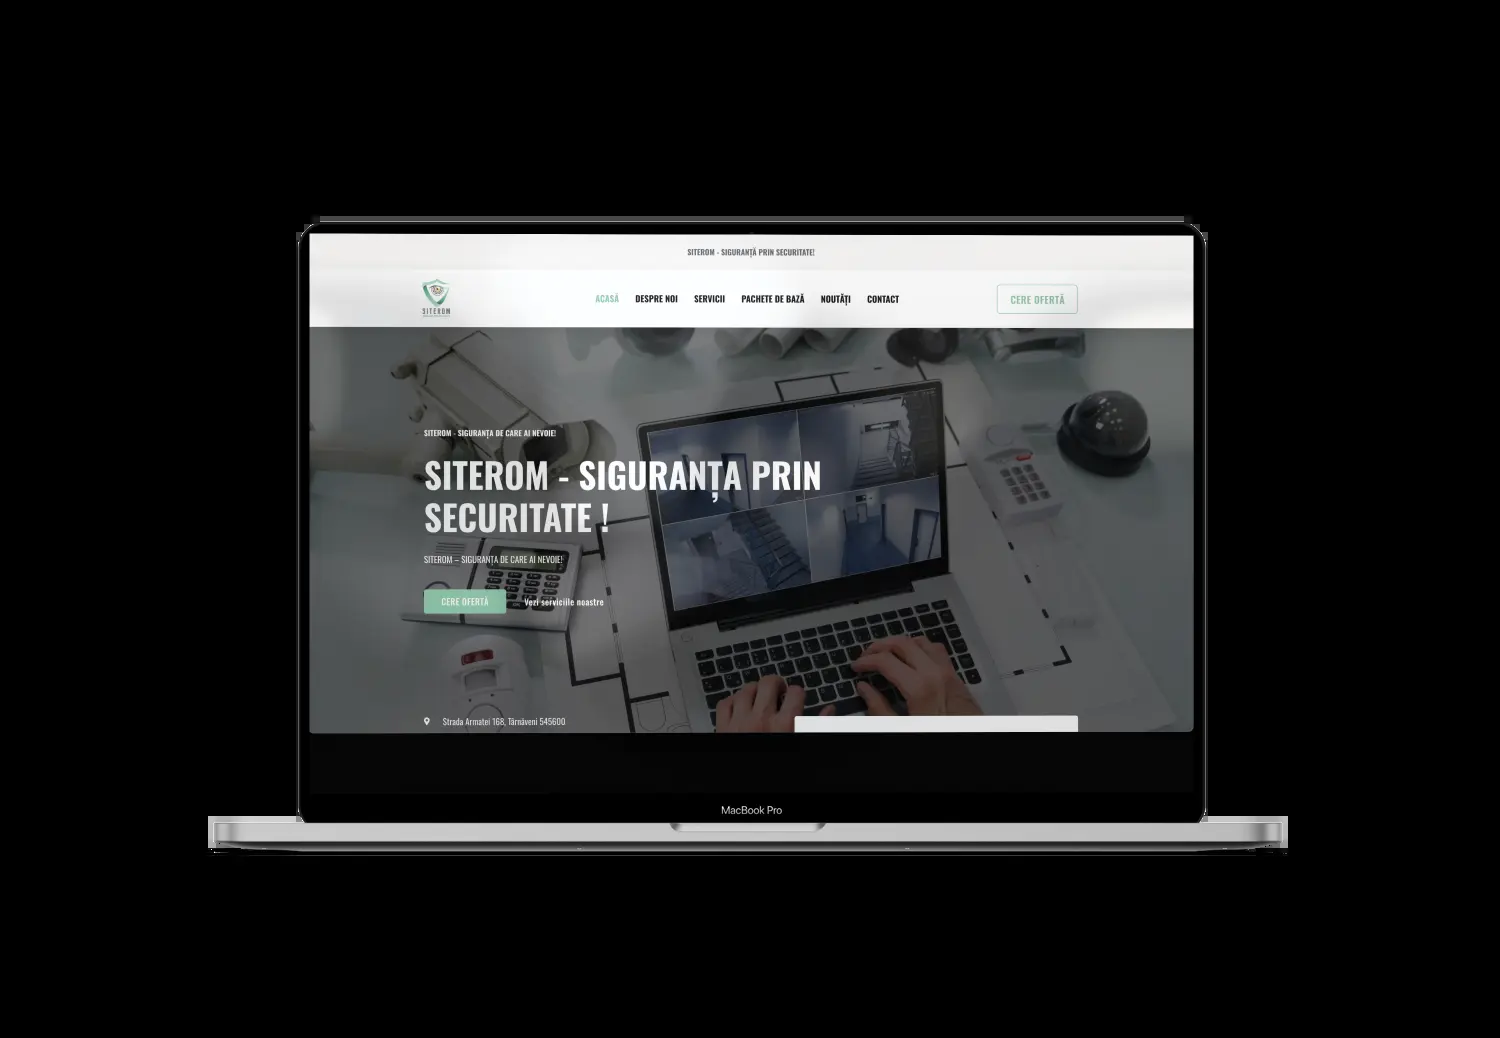 SITEROM - SIGURANȚĂ PRIN SECURITATE!
SITEROM
ACASĂ DESPRE NOI SERVICII PACHETE DE BAZĂ NOUTĂȚI CONTACT
CERE OFERTĂ
SITEROM - SIGURANȚA DE CARE AI NEVOIE!
SITEROM - SIGURANȚA PRIN
SECURITATE !
SITEROM – SIGURANȚA DE CARE AI NEVOIE!
CERE OFERTĂ Vezi serviciile noastre
Strada Armatei 168, Târnăveni 545600
MacBook Pro